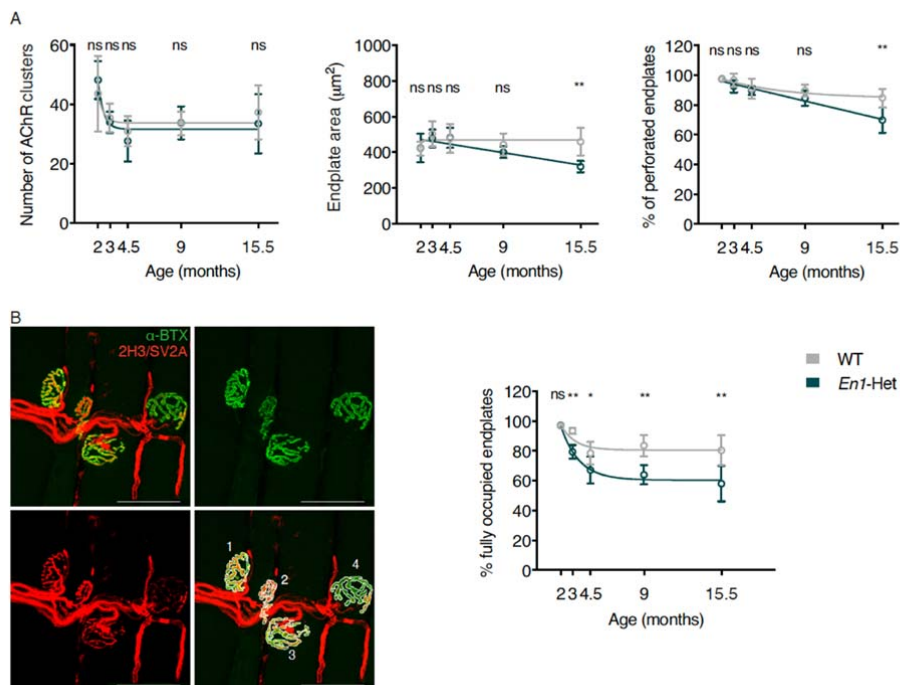 A
Number of AChR clusters
60
40
20
0
ns ns ns ns ns
2 3 4.5 9 15.5
Age (months)
Endplate area (µm²)
1000
800
600
400
200
0
ns ns ns ns **
2 3 4.5 9 15.5
Age (months)
% of perforated endplates
120
100
80
60
40
20
0
ns ns ns ns **
2 3 4.5 9 15.5
Age (months)
B
α-BTX
2H3/SV2A
1
2
3
4
% fully occupied endplates
120
100
80
60
40
20
0
ns ** * ** **
2 3 4.5 9 15.5
Age (months)
WT
En1-Het